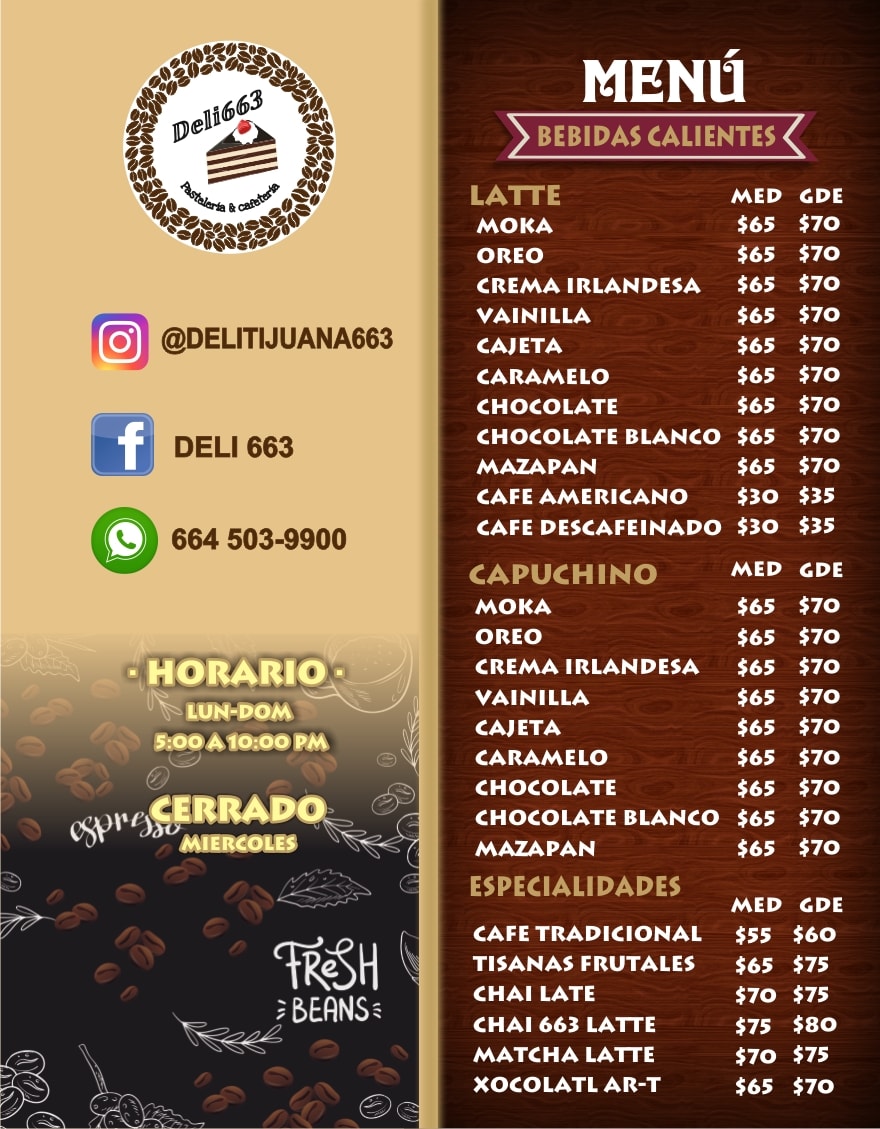 Deli663
Pastelería & cafetería
@DELITIJUANA663
DELI 663
664 503-9900
· HORARIO ·
LUN-DOM
5:00 A 10:00 PM
CERRADO
MIERCOLES
espresso
FRESH
BEANS
MENÚ
BEBIDAS CALIENTES
LATTE MED GDE
MOKA $65 $70
OREO $65 $70
CREMA IRLANDESA $65 $70
VAINILLA $65 $70
CAJETA $65 $70
CARAMELO $65 $70
CHOCOLATE $65 $70
CHOCOLATE BLANCO $65 $70
MAZAPAN $65 $70
CAFE AMERICANO $30 $35
CAFE DESCAFEINADO $30 $35
CAPUCHINO MED GDE
MOKA $65 $70
OREO $65 $70
CREMA IRLANDESA $65 $70
VAINILLA $65 $70
CAJETA $65 $70
CARAMELO $65 $70
CHOCOLATE $65 $70
CHOCOLATE BLANCO $65 $70
MAZAPAN $65 $70
ESPECIALIDADES
MED GDE
CAFE TRADICIONAL $55 $60
TISANAS FRUTALES $65 $75
CHAI LATE $70 $75
CHAI 663 LATTE $75 $80
MATCHA LATTE $70 $75
XOCOLATL AR-T $65 $70